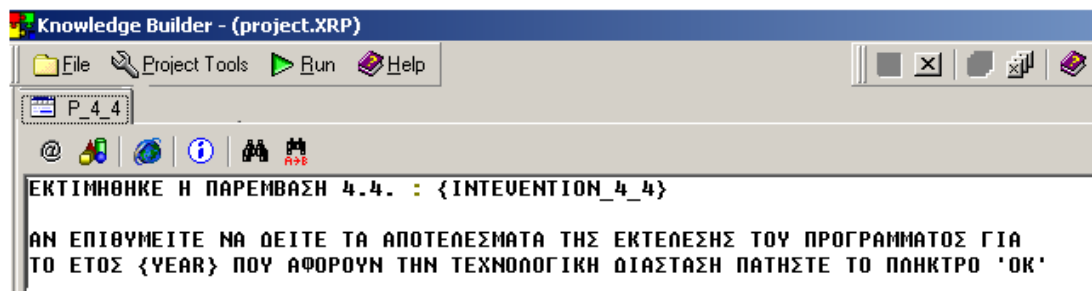 Knowledge Builder - (project.XRP)
File Project Tools Run Help
P_4_4
@ A→B
ΕΚΤΙΜΗΘΗΚΕ Η ΠΑΡΕΜΒΑΣΗ 4.4. : {INTEVENTION_4_4}
ΑΝ ΕΠΙΘΥΜΕΙΤΕ ΝΑ ΔΕΙΤΕ ΤΑ ΑΠΟΤΕΛΕΣΜΑΤΑ ΤΗΣ ΕΚΤΕΛΕΣΗΣ ΤΟΥ ΠΡΟΓΡΑΜΜΑΤΟΣ ΓΙΑ
ΤΟ ΕΤΟΣ {YEAR} ΠΟΥ ΑΦΟΡΟΥΝ ΤΗΝ ΤΕΧΝΟΛΟΓΙΚΗ ΔΙΑΣΤΑΣΗ ΠΑΤΗΣΤΕ ΤΟ ΠΛΗΚΤΡΟ 'OK'